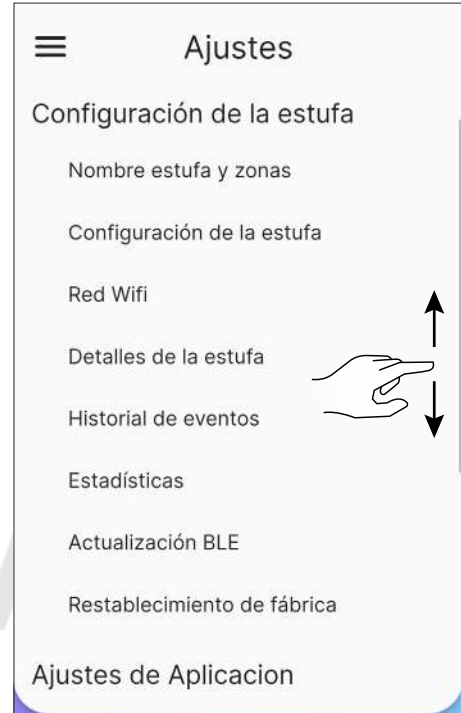 Ajustes
Configuración de la estufa
Nombre estufa y zonas
Configuración de la estufa
Red Wifi
Detalles de la estufa
Historial de eventos
Estadísticas
Actualización BLE
Restablecimiento de fábrica
Ajustes de Aplicacion